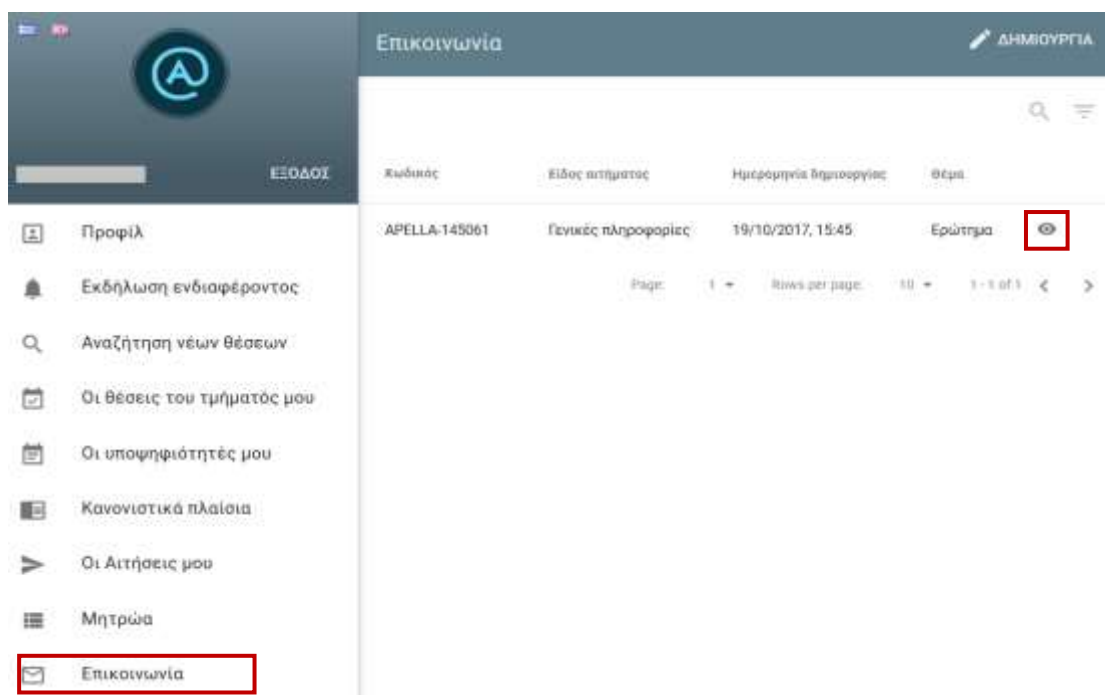 Επικοινωνία
ΔΗΜΙΟΥΡΓΙΑ
ΕΞΟΔΟΣ
Κωδικός Είδος αιτήματος Ημερομηνία δημιουργίας Θέμα
APELLA-145061 Γενικές πληροφορίες 19/10/2017, 15:45 Ερώτημα
Page: 1 Rows per page: 10 1 - 1 of 1
Προφίλ
Εκδήλωση ενδιαφέροντος
Αναζήτηση νέων θέσεων
Οι θέσεις του τμήματός μου
Οι υποψηφιότητές μου
Κανονιστικά πλαίσια
Οι Αιτήσεις μου
Μητρώα
Επικοινωνία